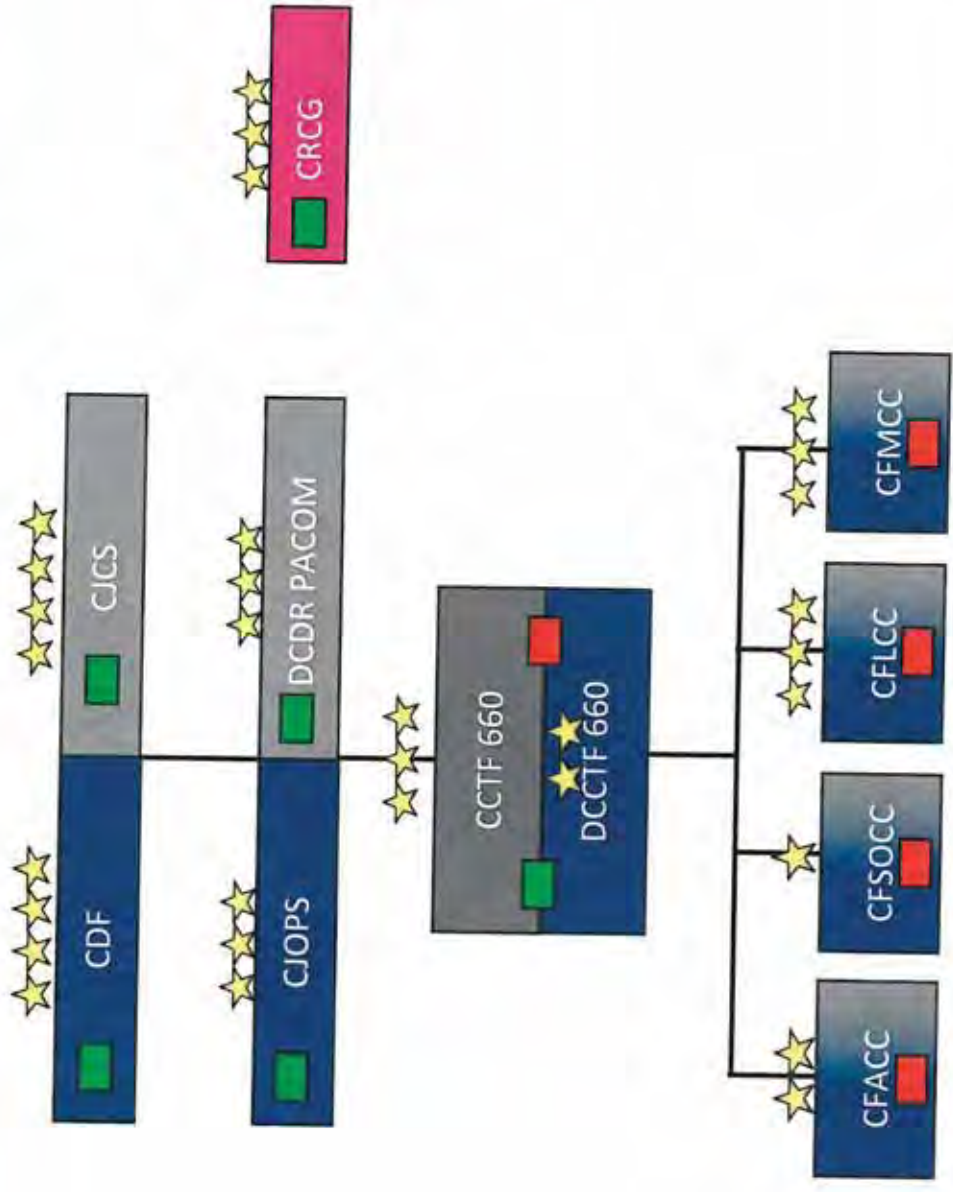 CDF
CJCS
CJOPS
DCDR PACOM
CRCG
CCTF 660
DCCTF 660
CFACC
CFSOCC
CFLCC
CFMCC